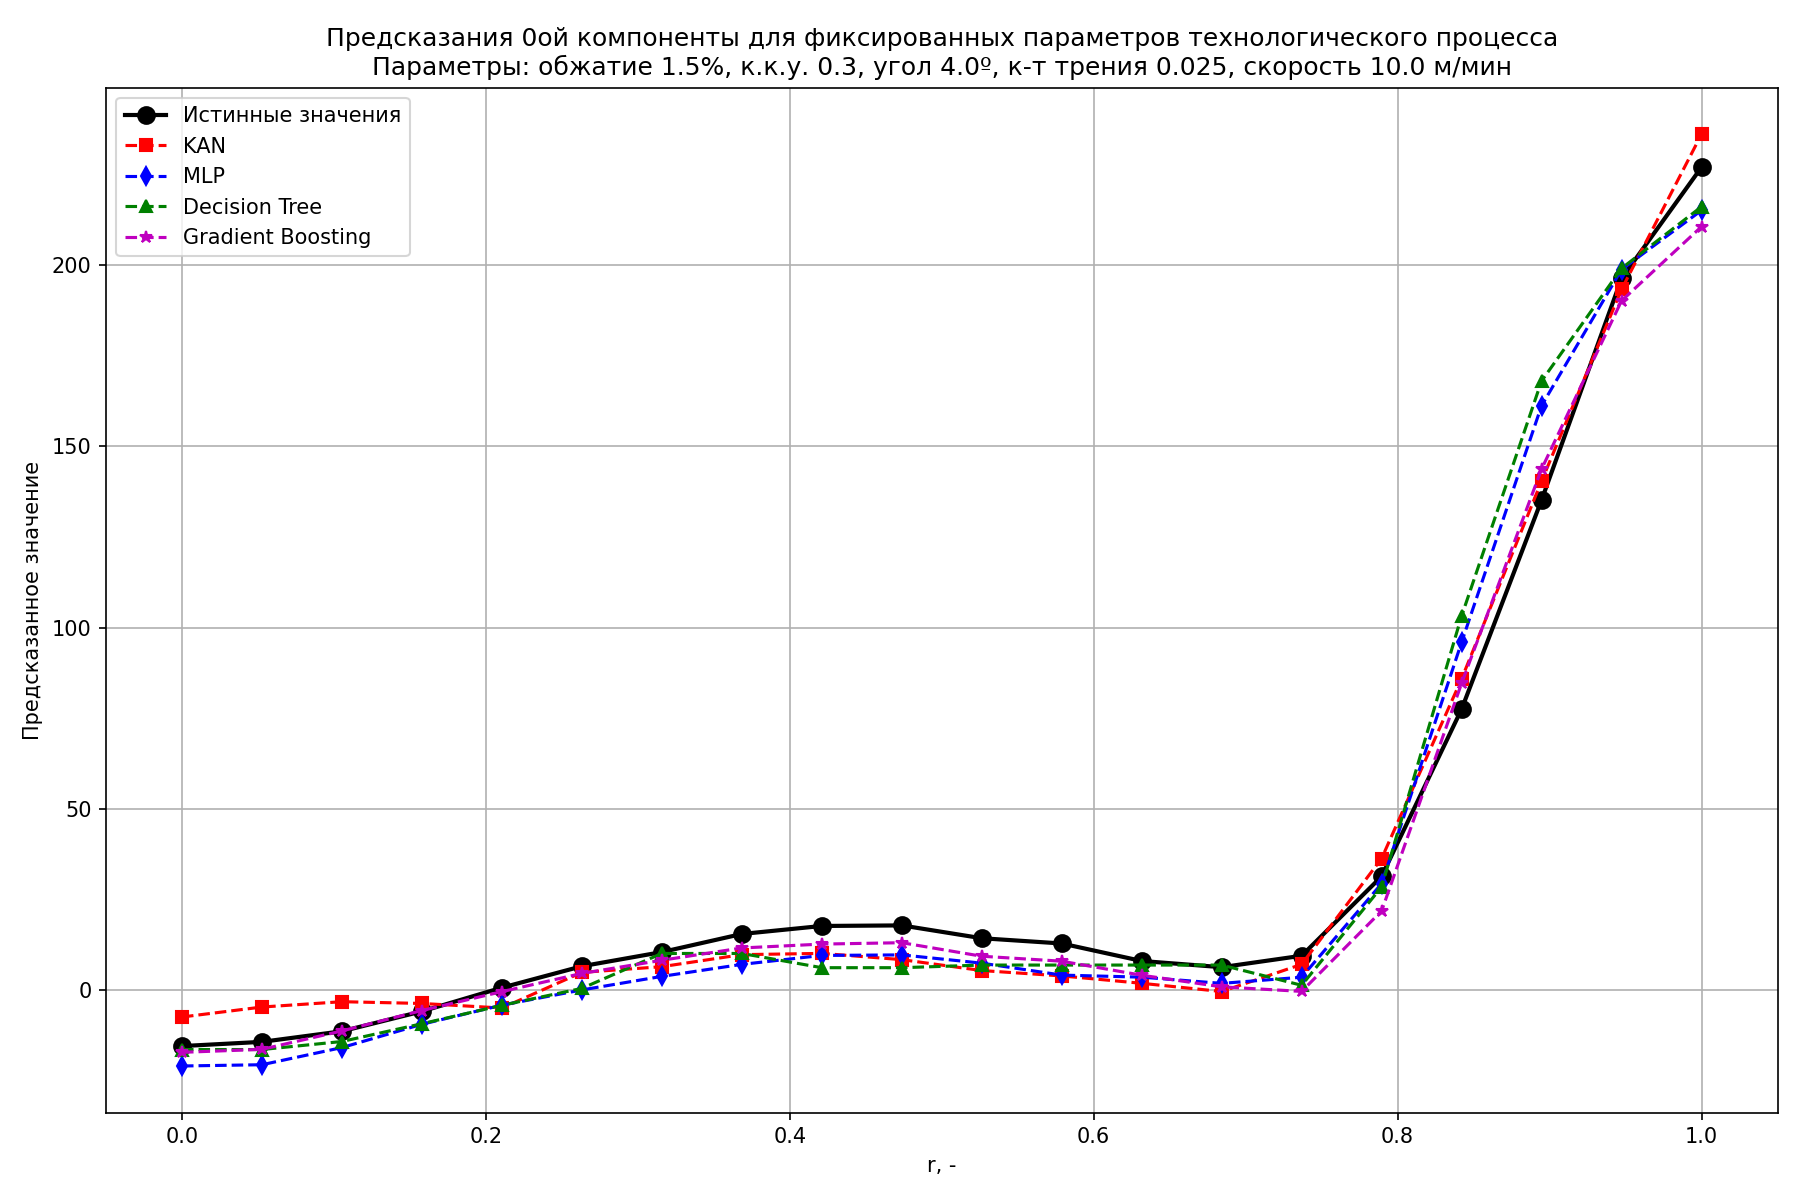 Предсказания 0ой компоненты для фиксированных параметров технологического процесса
Параметры: обжатие 1.5%, к.к.у. 0.3, угол 4.0º, к-т трения 0.025, скорость 10.0 м/мин
Истинные значения
KAN
MLP
Decision Tree
Gradient Boosting
Предсказанное значение
200
150
100
50
0
0.0
0.2
0.4
0.6
0.8
1.0
r, -